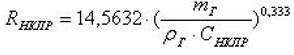 R_НКПР = 14,5632 · (m_Г / (ρ_Г · C_НКПР))^0,333